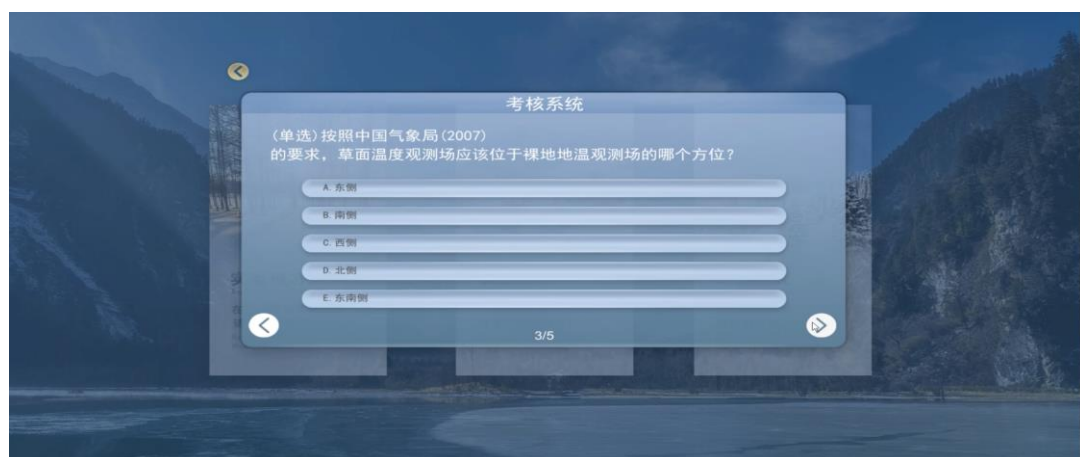 考核系统
(单选)按照中国气象局(2007)
的要求，草面温度观测场应该位于裸地地温观测场的哪个方位？
A. 东侧
B. 南侧
C. 西侧
D. 北侧
E. 东南侧
3/5